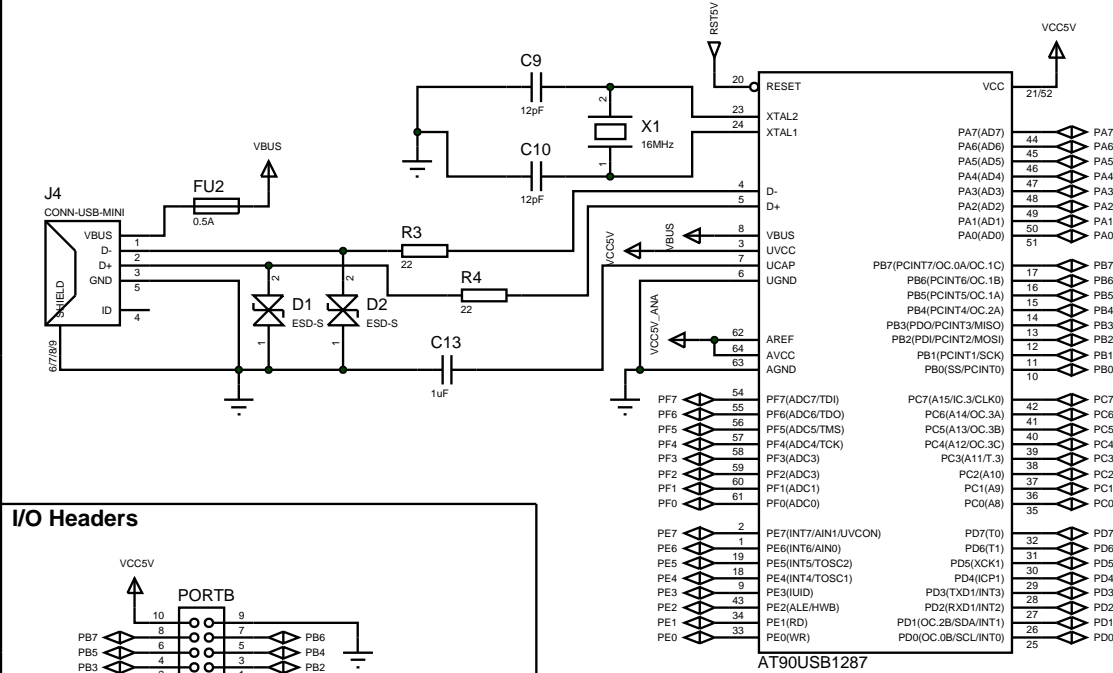 RST5V
VCC5V
C9
12pF
X1
16MHz
2
1
C10
12pF
VBUS
FU2
0.5A
J4
CONN-USB-MINI
VBUS
1
D-
2
D+
3
GND
5
ID
4
SHIELD
6/7/8/9
R3
22
R4
22
2
D1
ESD-S
1
2
D2
ESD-S
1
C13
1uF
VCC5V
VBUS
VCC5V_ANA
20 RESET
23 XTAL2
24 XTAL1
4 D-
5 D+
8 VBUS
3 UVCC
7 UCAP
6 UGND
62 AREF
64 AVCC
63 AGND
PF7 54 PF7(ADC7/TDI)
PF6 55 PF6(ADC6/TDO)
PF5 56 PF5(ADC5/TMS)
PF4 57 PF4(ADC4/TCK)
PF3 58 PF3(ADC3)
PF2 59 PF2(ADC3)
PF1 60 PF1(ADC1)
PF0 61 PF0(ADC0)
PE7 2 PE7(INT7/AIN1/UVCON)
PE6 1 PE6(INT6/AIN0)
PE5 19 PE5(INT5/TOSC2)
PE4 18 PE4(INT4/TOSC1)
PE3 9 PE3(IUID)
PE2 43 PE2(ALE/HWB)
PE1 34 PE1(RD)
PE0 33 PE0(WR)
VCC 21/52
PA7(AD7) 44 PA7
PA6(AD6) 45 PA6
PA5(AD5) 46 PA5
PA4(AD4) 47 PA4
PA3(AD3) 48 PA3
PA2(AD2) 49 PA2
PA1(AD1) 50 PA1
PA0(AD0) 51 PA0
PB7(PCINT7/OC.0A/OC.1C) 17 PB7
PB6(PCINT6/OC.1B) 16 PB6
PB5(PCINT5/OC.1A) 15 PB5
PB4(PCINT4/OC.2A) 14 PB4
PB3(PDO/PCINT3/MISO) 13 PB3
PB2(PDI/PCINT2/MOSI) 12 PB2
PB1(PCINT1/SCK) 11 PB1
PB0(SS/PCINT0) 10 PB0
PC7(A15/IC.3/CLK0) 42 PC7
PC6(A14/OC.3A) 41 PC6
PC5(A13/OC.3B) 40 PC5
PC4(A12/OC.3C) 39 PC4
PC3(A11/T.3) 38 PC3
PC2(A10) 37 PC2
PC1(A9) 36 PC1
PC0(A8) 35 PC0
PD7(T0) 32 PD7
PD6(T1) 31 PD6
PD5(XCK1) 30 PD5
PD4(ICP1) 29 PD4
PD3(TXD1/INT3) 28 PD3
PD2(RXD1/INT2) 27 PD2
PD1(OC.2B/SDA/INT1) 26 PD1
PD0(OC.0B/SCL/INT0) 25 PD0
AT90USB1287
I/O Headers
VCC5V
PORTB
10 9
PB7 8 7 PB6
PB5 6 5 PB4
PB3 4 3 PB2